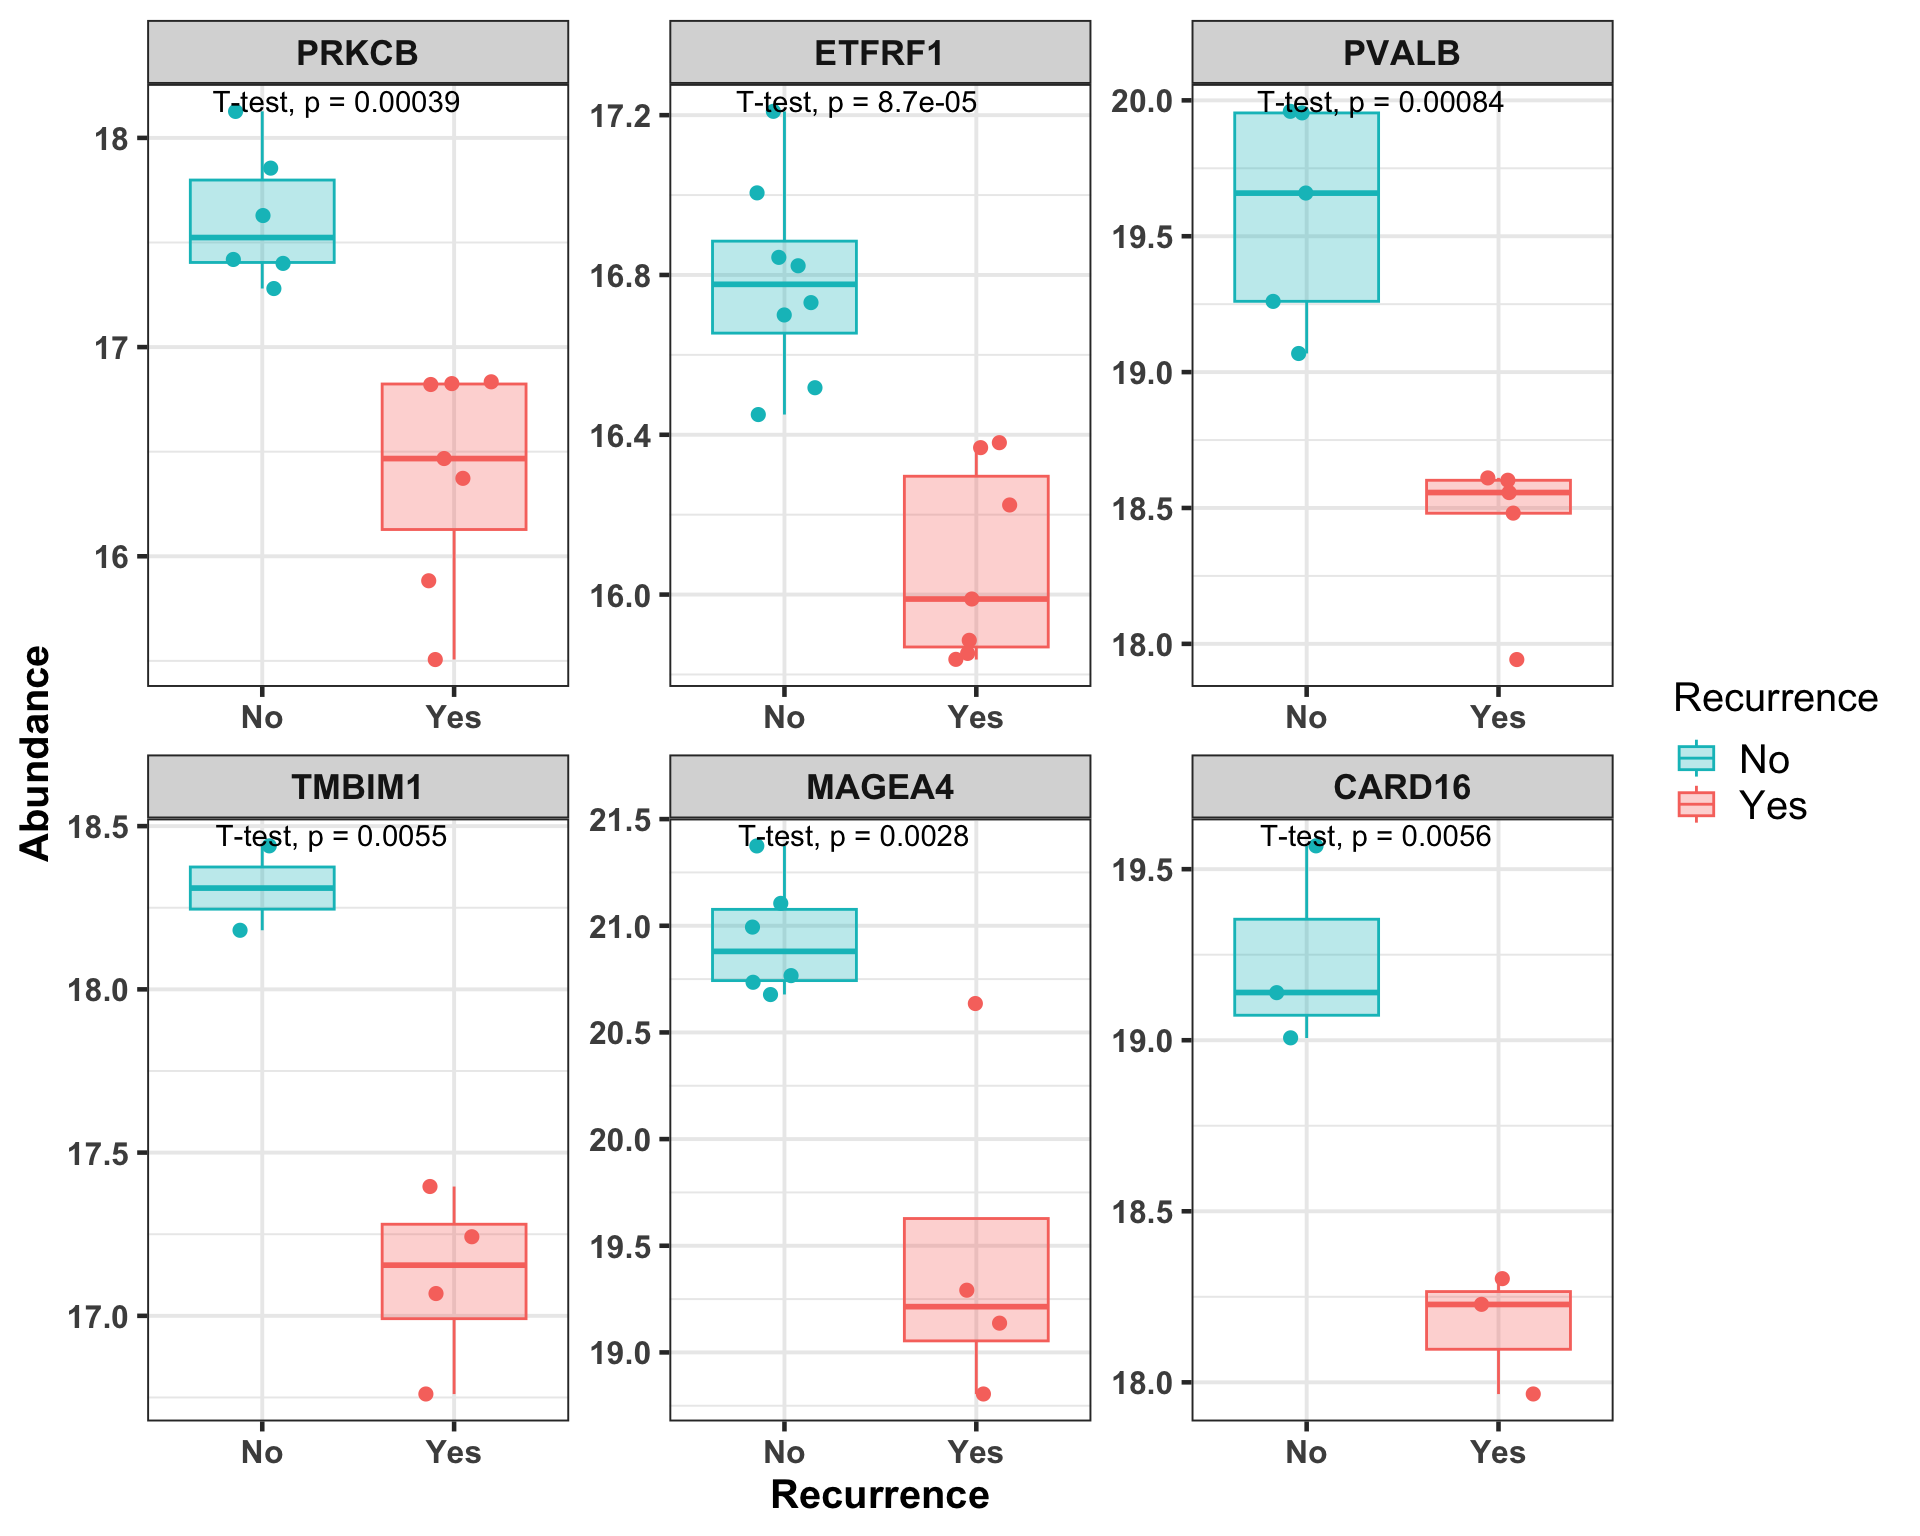 PRKCB
ETFRF1
PVALB
T-test, p = 0.00039
T-test, p = 8.7e-05
T-test, p = 0.00084
18
17
16
17.2
16.8
16.4
16.0
20.0
19.5
19.0
18.5
18.0
No
Yes
No
Yes
No
Yes
TMBIM1
MAGEA4
CARD16
T-test, p = 0.0055
T-test, p = 0.0028
T-test, p = 0.0056
18.5
18.0
17.5
17.0
21.5
21.0
20.5
20.0
19.5
19.0
19.5
19.0
18.5
18.0
No
Yes
No
Yes
No
Yes
Abundance
Recurrence
Recurrence
No
Yes